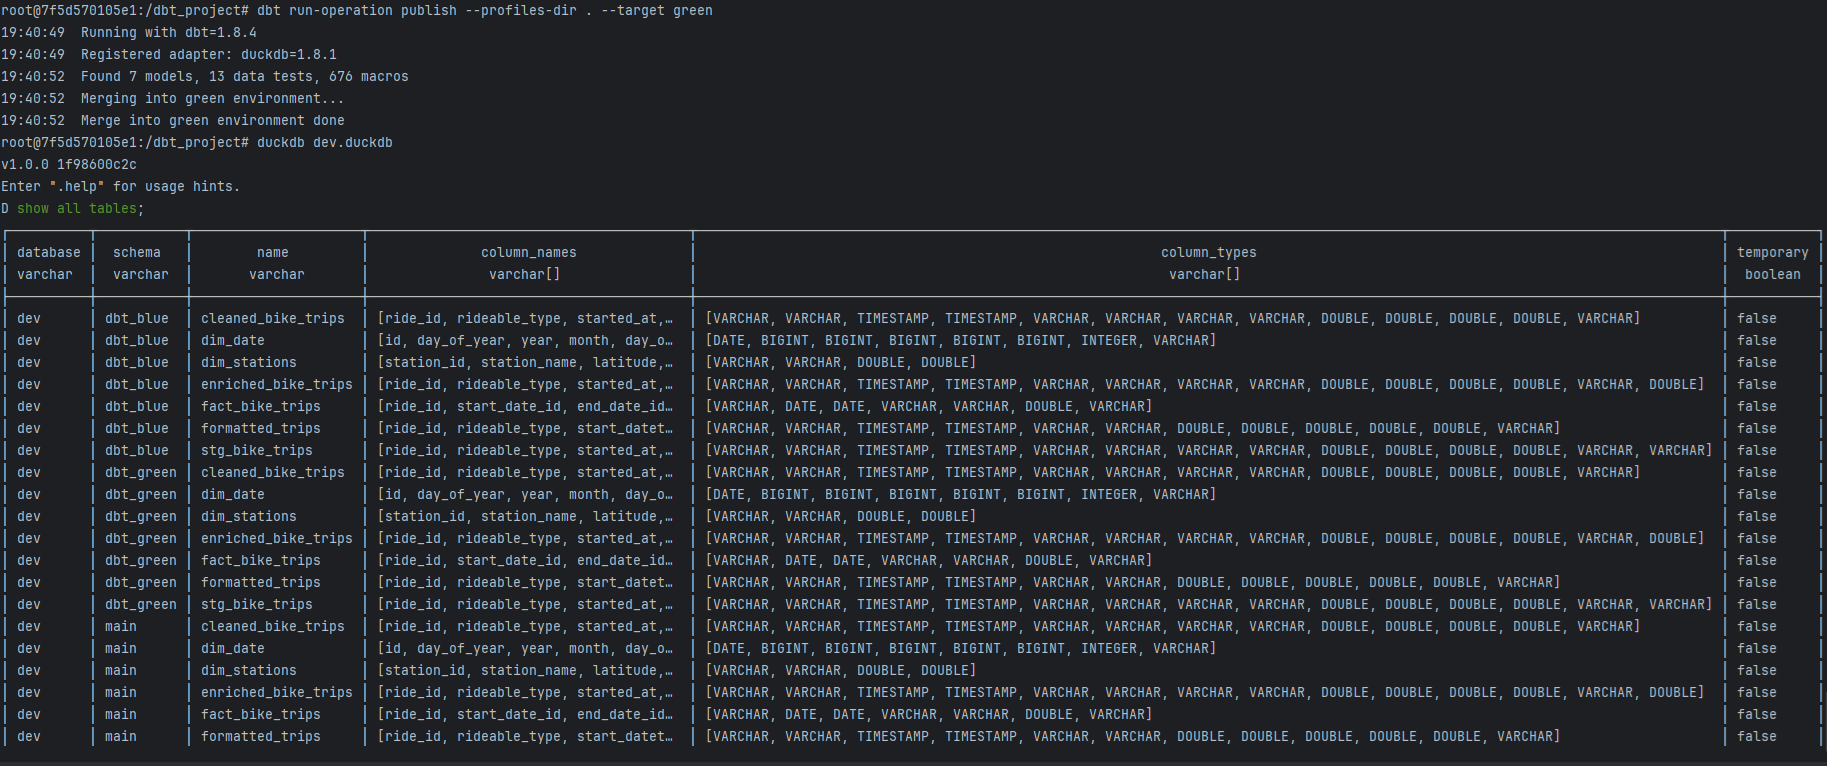 root@7f5d570105e1:/dbt_project# dbt run-operation publish --profiles-dir . --target green
19:40:49  Running with dbt=1.8.4
19:40:49  Registered adapter: duckdb=1.8.1
19:40:52  Found 7 models, 13 data tests, 676 macros
19:40:52  Merging into green environment...
19:40:52  Merge into green environment done
root@7f5d570105e1:/dbt_project# duckdb dev.duckdb
v1.0.0 1f98600c2c
Enter ".help" for usage hints.
D show all tables;
database schema name column_names column_types temporary
varchar varchar varchar varchar[] varchar[] boolean
dev dbt_blue cleaned_bike_trips [ride_id, rideable_type, started_at,… [VARCHAR, VARCHAR, TIMESTAMP, TIMESTAMP, VARCHAR, VARCHAR, VARCHAR, VARCHAR, DOUBLE, DOUBLE, DOUBLE, DOUBLE, VARCHAR] false
dev dbt_blue dim_date [id, day_of_year, year, month, day_o… [DATE, BIGINT, BIGINT, BIGINT, BIGINT, BIGINT, INTEGER, VARCHAR] false
dev dbt_blue dim_stations [station_id, station_name, latitude,… [VARCHAR, VARCHAR, DOUBLE, DOUBLE] false
dev dbt_blue enriched_bike_trips [ride_id, rideable_type, started_at,… [VARCHAR, VARCHAR, TIMESTAMP, TIMESTAMP, VARCHAR, VARCHAR, VARCHAR, VARCHAR, DOUBLE, DOUBLE, DOUBLE, DOUBLE, VARCHAR, DOUBLE] false
dev dbt_blue fact_bike_trips [ride_id, start_date_id, end_date_id… [VARCHAR, DATE, DATE, VARCHAR, VARCHAR, DOUBLE, VARCHAR] false
dev dbt_blue formatted_trips [ride_id, rideable_type, start_datet… [VARCHAR, VARCHAR, TIMESTAMP, TIMESTAMP, VARCHAR, VARCHAR, DOUBLE, DOUBLE, DOUBLE, DOUBLE, DOUBLE, VARCHAR] false
dev dbt_blue stg_bike_trips [ride_id, rideable_type, started_at,… [VARCHAR, VARCHAR, TIMESTAMP, TIMESTAMP, VARCHAR, VARCHAR, VARCHAR, VARCHAR, DOUBLE, DOUBLE, DOUBLE, DOUBLE, VARCHAR, VARCHAR] false
dev dbt_green cleaned_bike_trips [ride_id, rideable_type, started_at,… [VARCHAR, VARCHAR, TIMESTAMP, TIMESTAMP, VARCHAR, VARCHAR, VARCHAR, VARCHAR, DOUBLE, DOUBLE, DOUBLE, DOUBLE, VARCHAR] false
dev dbt_green dim_date [id, day_of_year, year, month, day_o… [DATE, BIGINT, BIGINT, BIGINT, BIGINT, BIGINT, INTEGER, VARCHAR] false
dev dbt_green dim_stations [station_id, station_name, latitude,… [VARCHAR, VARCHAR, DOUBLE, DOUBLE] false
dev dbt_green enriched_bike_trips [ride_id, rideable_type, started_at,… [VARCHAR, VARCHAR, TIMESTAMP, TIMESTAMP, VARCHAR, VARCHAR, VARCHAR, VARCHAR, DOUBLE, DOUBLE, DOUBLE, DOUBLE, VARCHAR, DOUBLE] false
dev dbt_green fact_bike_trips [ride_id, start_date_id, end_date_id… [VARCHAR, DATE, DATE, VARCHAR, VARCHAR, DOUBLE, VARCHAR] false
dev dbt_green formatted_trips [ride_id, rideable_type, start_datet… [VARCHAR, VARCHAR, TIMESTAMP, TIMESTAMP, VARCHAR, VARCHAR, DOUBLE, DOUBLE, DOUBLE, DOUBLE, DOUBLE, VARCHAR] false
dev dbt_green stg_bike_trips [ride_id, rideable_type, started_at,… [VARCHAR, VARCHAR, TIMESTAMP, TIMESTAMP, VARCHAR, VARCHAR, VARCHAR, VARCHAR, DOUBLE, DOUBLE, DOUBLE, DOUBLE, VARCHAR, VARCHAR] false
dev main cleaned_bike_trips [ride_id, rideable_type, started_at,… [VARCHAR, VARCHAR, TIMESTAMP, TIMESTAMP, VARCHAR, VARCHAR, VARCHAR, VARCHAR, DOUBLE, DOUBLE, DOUBLE, DOUBLE, VARCHAR] false
dev main dim_date [id, day_of_year, year, month, day_o… [DATE, BIGINT, BIGINT, BIGINT, BIGINT, BIGINT, INTEGER, VARCHAR] false
dev main dim_stations [station_id, station_name, latitude,… [VARCHAR, VARCHAR, DOUBLE, DOUBLE] false
dev main enriched_bike_trips [ride_id, rideable_type, started_at,… [VARCHAR, VARCHAR, TIMESTAMP, TIMESTAMP, VARCHAR, VARCHAR, VARCHAR, VARCHAR, DOUBLE, DOUBLE, DOUBLE, DOUBLE, VARCHAR, DOUBLE] false
dev main fact_bike_trips [ride_id, start_date_id, end_date_id… [VARCHAR, DATE, DATE, VARCHAR, VARCHAR, DOUBLE, VARCHAR] false
dev main formatted_trips [ride_id, rideable_type, start_datet… [VARCHAR, VARCHAR, TIMESTAMP, TIMESTAMP, VARCHAR, VARCHAR, DOUBLE, DOUBLE, DOUBLE, DOUBLE, DOUBLE, VARCHAR] false